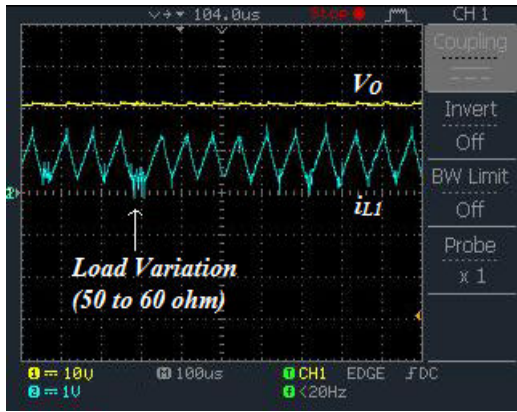 104.0us Stop CH 1
Coupling
Vo
Invert
Off
BW Limit
Off
iL1
Probe
x 1
Load Variation
(50 to 60 ohm)
1 10V M 100us T CH1 EDGE DC
2 1V f <20Hz